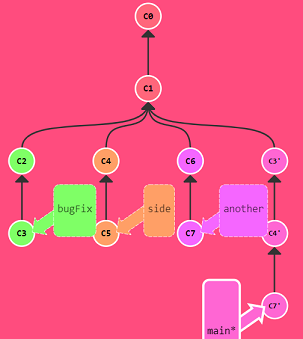 C0
C1
C2 C4 C6 C3'
bugFix side another
C3 C5 C7 C4'
C7'
main*